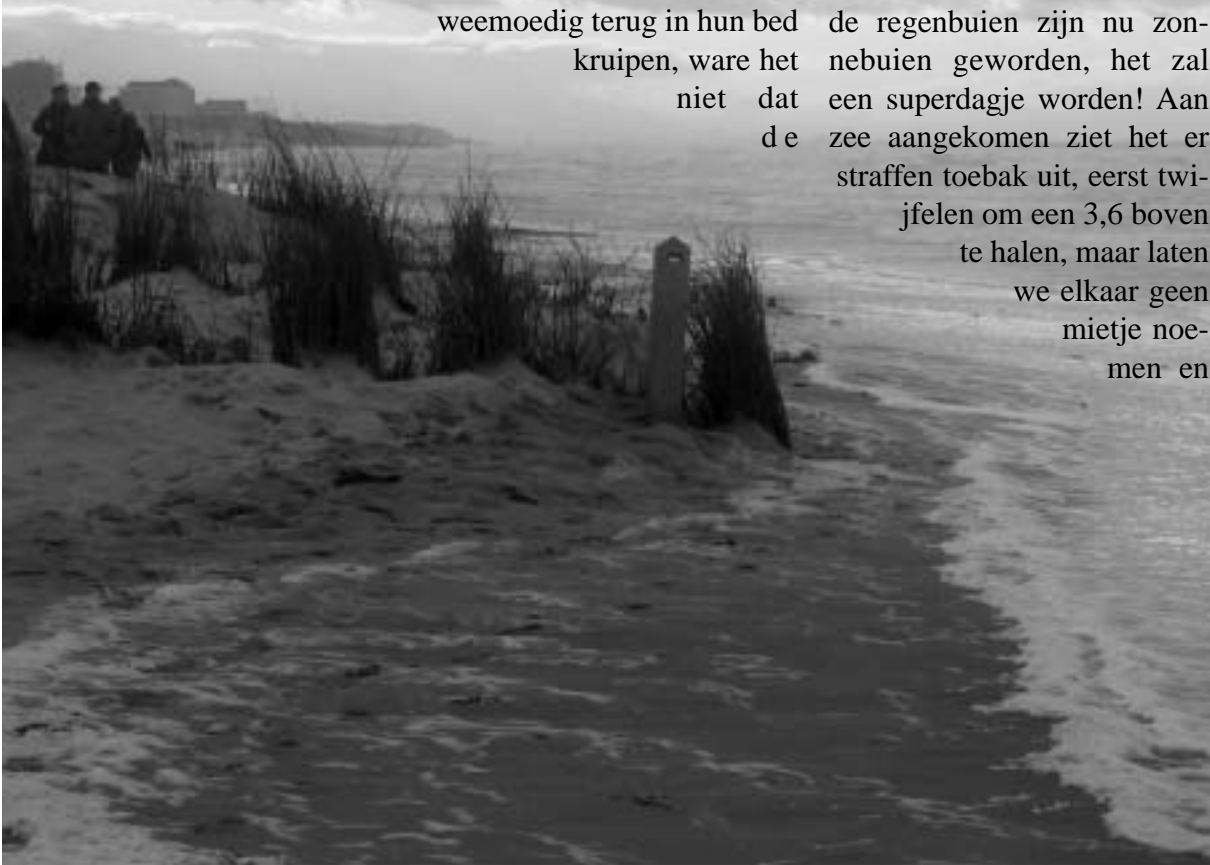 weemoedig terug in hun bed
kruipen, ware het
niet dat
de
de regenbuien zijn nu zon-
nebuien geworden, het zal
een superdagje worden! Aan
zee aangekomen ziet het er
straffen toebak uit, eerst twi-
jfelen om een 3,6 boven
te halen, maar laten
we elkaar geen
mietje noe-
men en